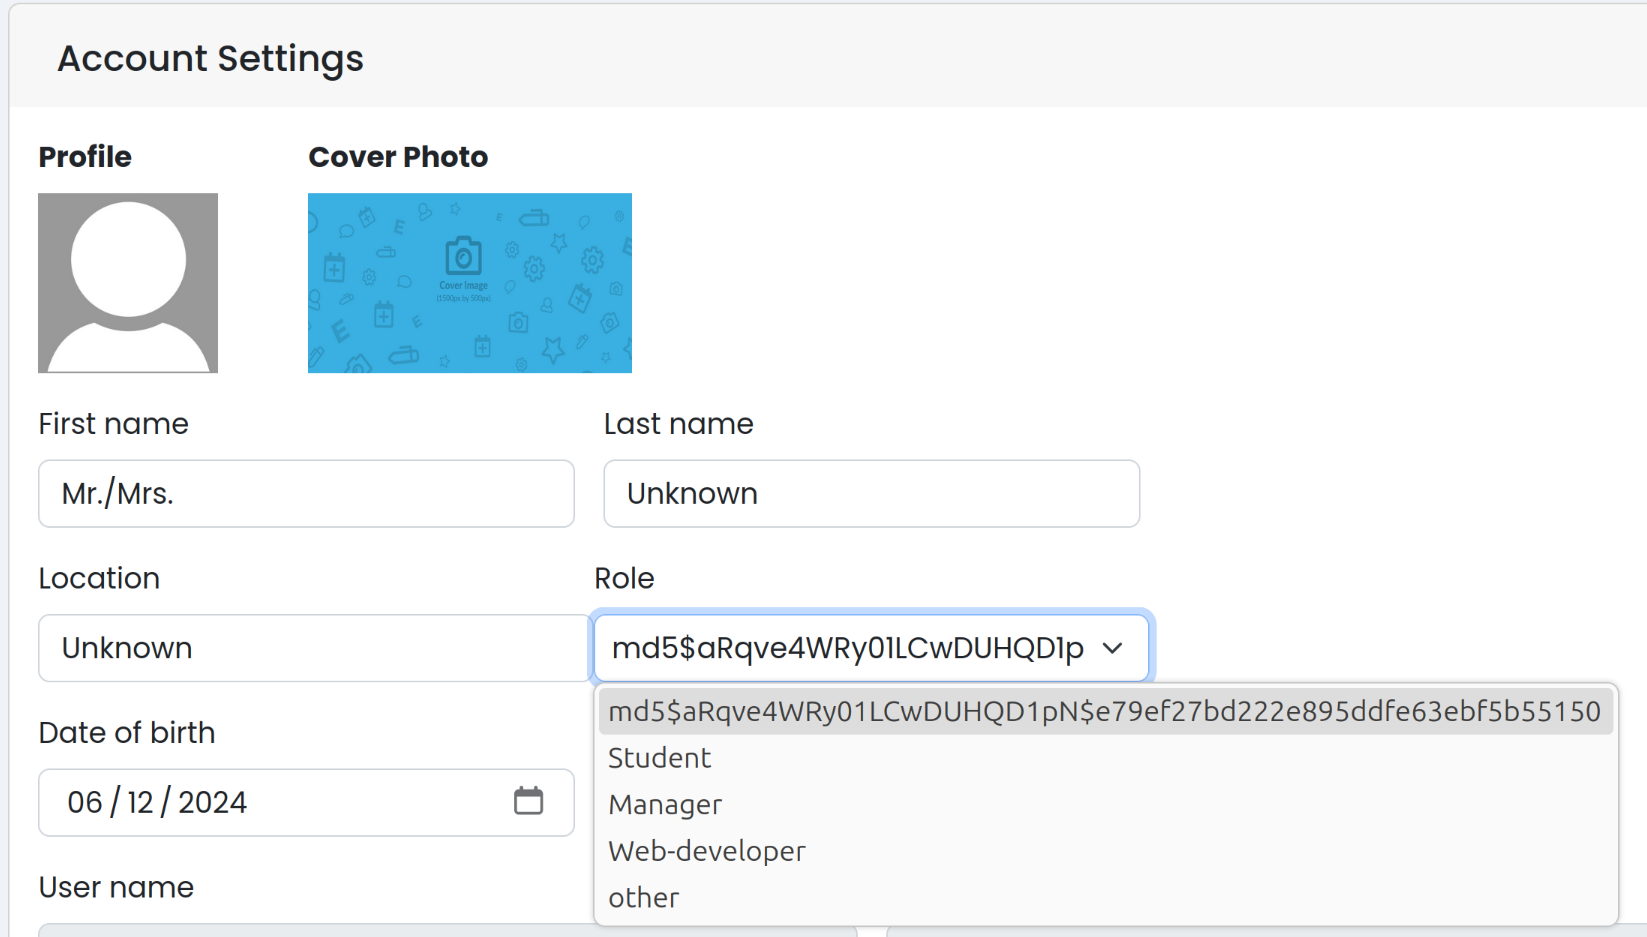 Account Settings
Profile
Cover Photo
Cover Image
(1500px by 500px)
First name
Last name
Mr./Mrs.
Unknown
Location
Role
Unknown
md5$aRqve4WRy01LCwDUHQD1p
md5$aRqve4WRy01LCwDUHQD1pN$e79ef27bd222e895ddfe63ebf5b55150
Date of birth
Student
06 / 12 / 2024
Manager
Web-developer
User name
other